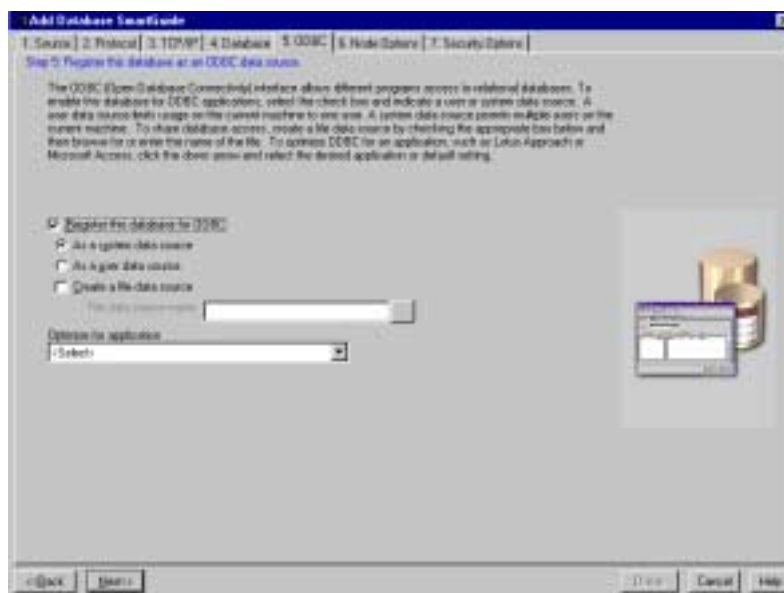 Add Database SmartGuide
1. Source 2. Protocol 3. TCP/IP 4. Database 5. ODBC 6. Node Options 7. Security Options
Step 5: Register this database as an ODBC data source.
The ODBC (Open Database Connectivity) interface allows different programs access to relational databases. To
enable this database for ODBC applications, select the check box and indicate a user or system data source. A
user data source limits usage on the current machine to one user. A system data source permits multiple users on the
current machine. To share database access, create a file data source by checking the appropriate box below and
then browse for or enter the name of the file. To optimize ODBC for an application, such as Lotus Approach or
Microsoft Access, click the down arrow and select the desired application or default setting.
Register this database for ODBC
As a system data source
As a user data source
Create a file data source
File data source name
Optimize for application
<Select>
<Back Next> Done Cancel Help